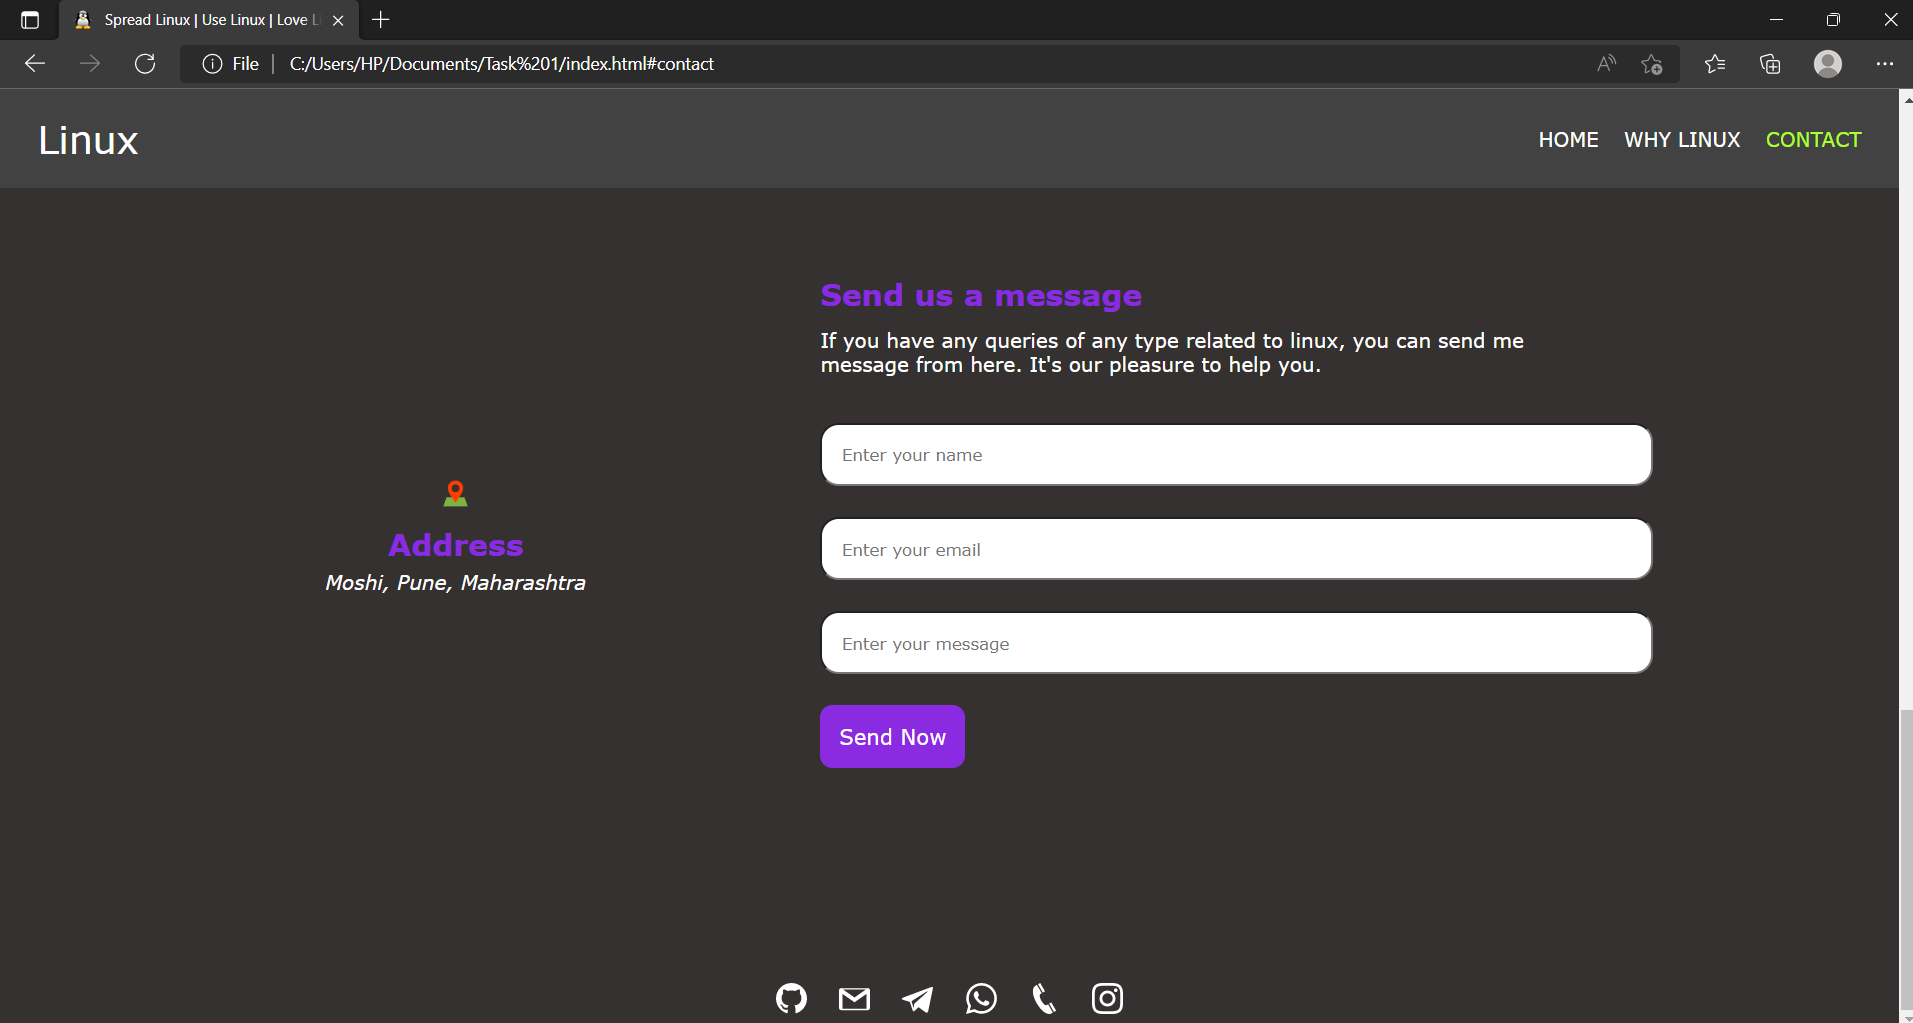 Spread Linux | Use Linux | Love Li
File
C:/Users/HP/Documents/Task%201/index.html#contact
Linux
HOME WHY LINUX CONTACT
Send us a message
If you have any queries of any type related to linux, you can send me
message from here. It's our pleasure to help you.
Enter your name
Enter your email
Enter your message
Send Now
Address
Moshi, Pune, Maharashtra